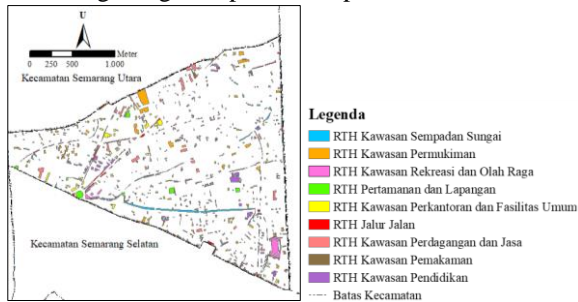 U
Meter
0 250 500 1.000
Kecamatan Semarang Utara
Kecamatan Semarang Selatan
Legenda
RTH Kawasan Sempadan Sungai
RTH Kawasan Permukiman
RTH Kawasan Rekreasi dan Olah Raga
RTH Pertamanan dan Lapangan
RTH Kawasan Perkantoran dan Fasilitas Umum
RTH Jalur Jalan
RTH Kawasan Perdagangan dan Jasa
RTH Kawasan Pemakaman
RTH Kawasan Pendidikan
Batas Kecamatan